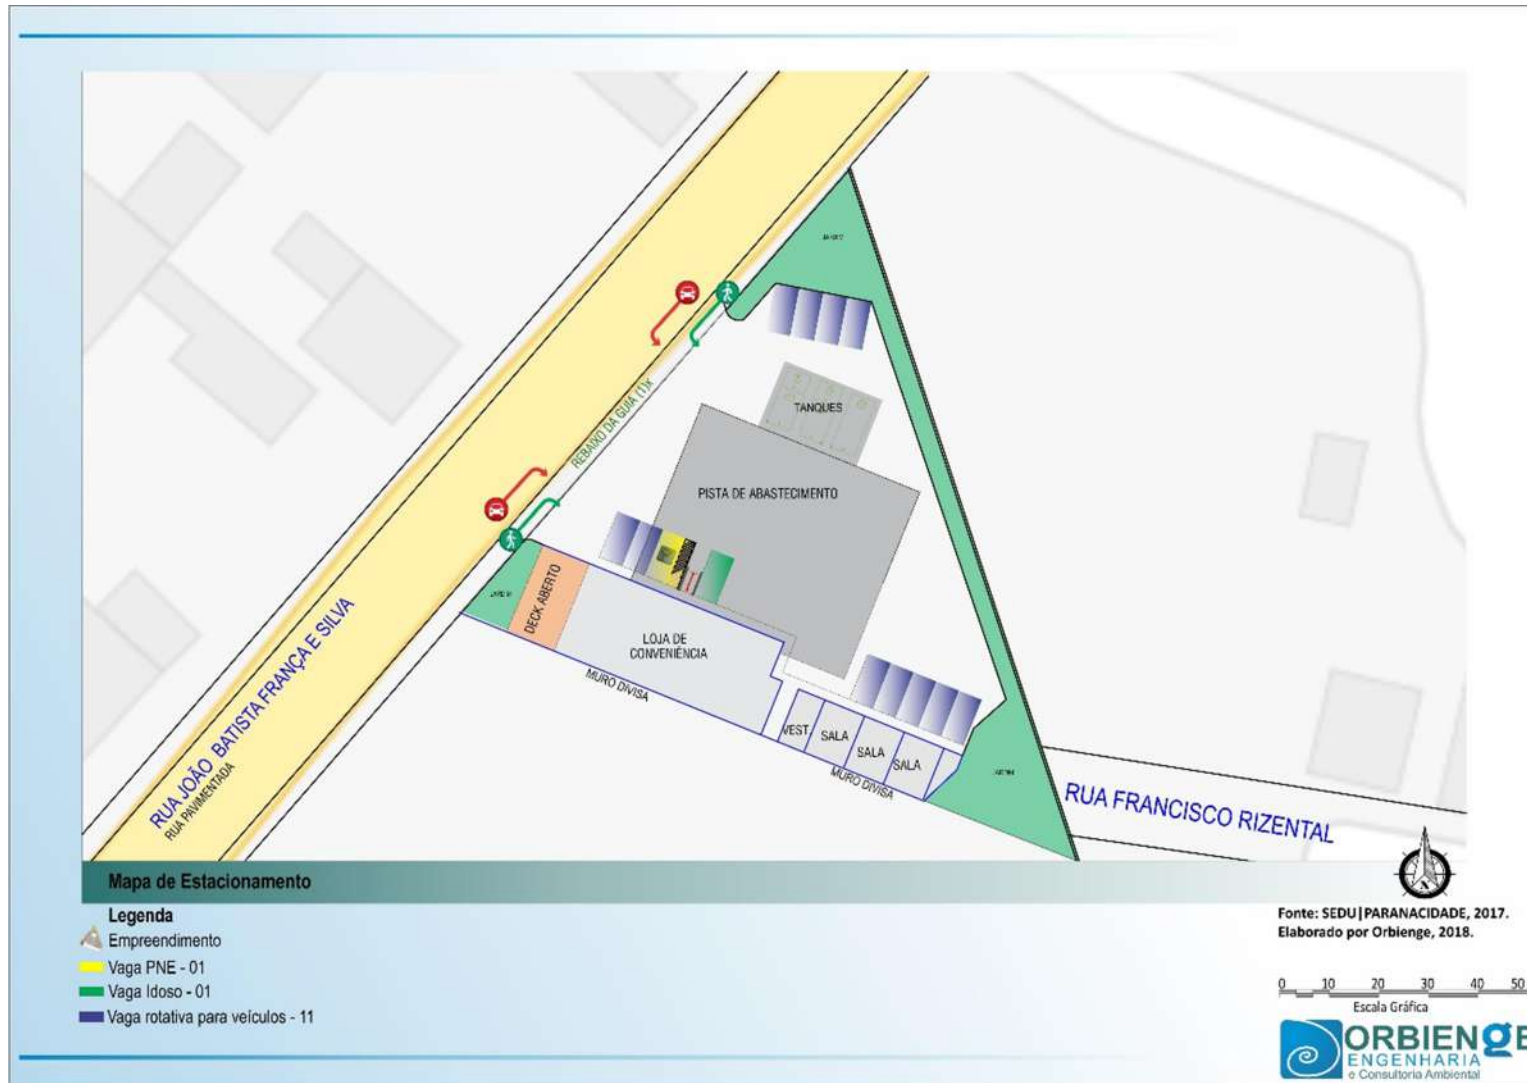 JARDIM
TANQUES
REBAIXO DA GUIA (1)x
PISTA DE ABASTECIMENTO
JARDIM
DECK ABERTO
LOJA DE
CONVENIÊNCIA
MURO DIVISA
VEST.
SALA
SALA
SALA
MURO DIVISA
JARDIM
RUA JOÃO BATISTA FRANÇA E SILVA
RUA PAVIMENTADA
RUA FRANCISCO RIZENTAL
N
Mapa de Estacionamento
Legenda
Empreendimento
Vaga PNE - 01
Vaga Idoso - 01
Vaga rotativa para veículos - 11
Fonte: SEDU|PARANACIDADE, 2017.
Elaborado por Orbienge, 2018.
0 10 20 30 40 50
Escala Gráfica
ORBIENGE
ENGENHARIA
e Consultoria Ambiental